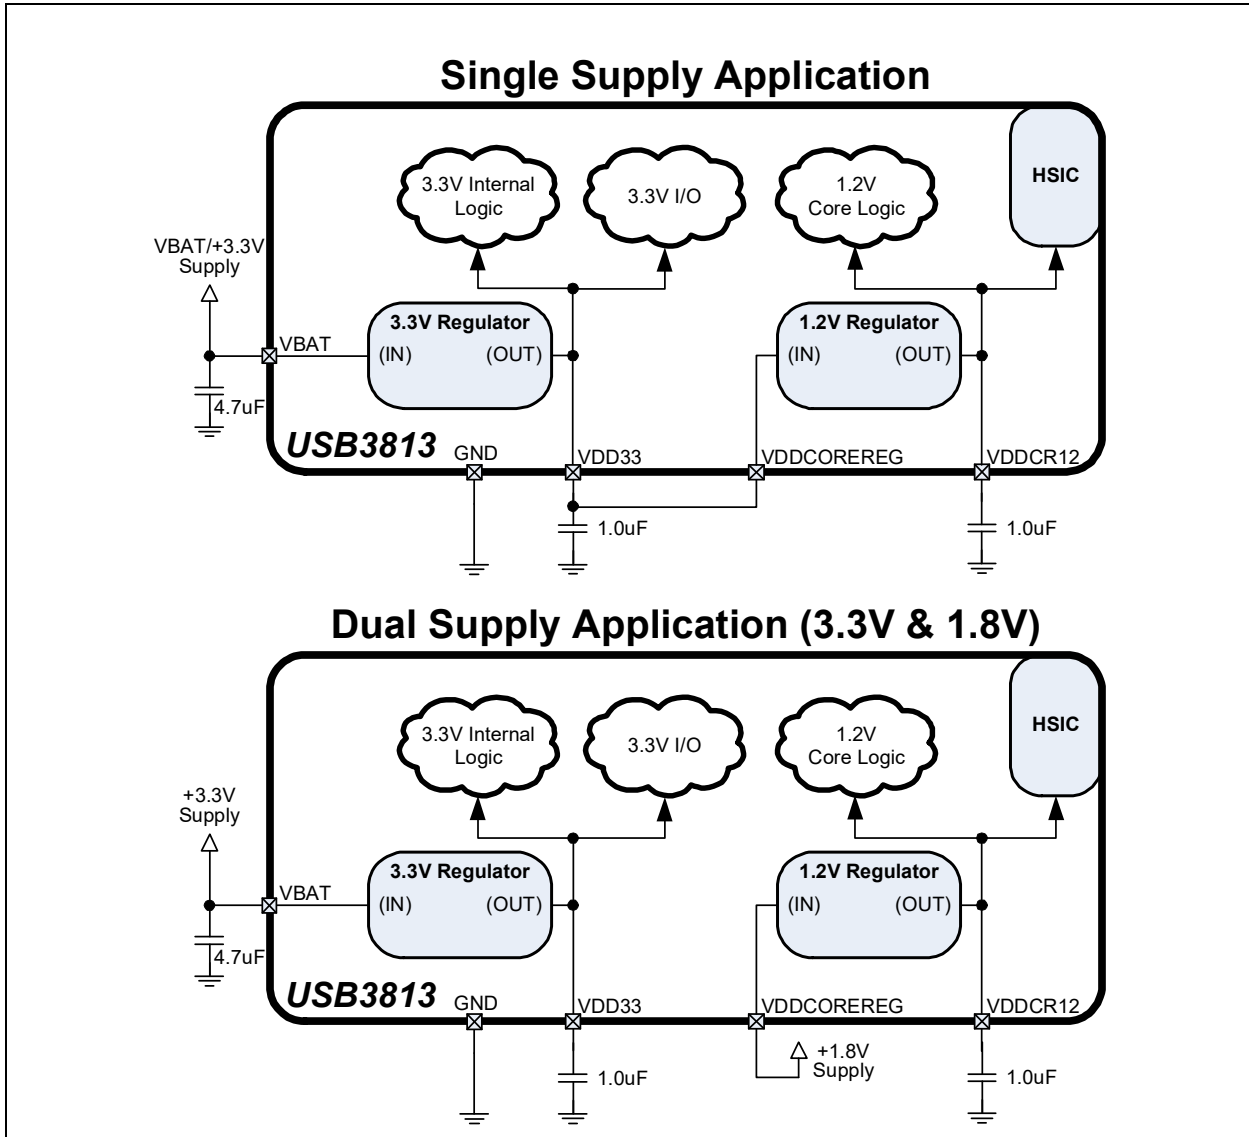 Single Supply Application
3.3V Internal
Logic
3.3V I/O
1.2V
Core Logic
HSIC
VBAT/+3.3V
Supply
VBAT
3.3V Regulator
(IN) (OUT)
1.2V Regulator
(IN) (OUT)
4.7uF
USB3813
GND
VDD33
VDDCOREREG
VDDCR12
1.0uF
1.0uF
Dual Supply Application (3.3V & 1.8V)
3.3V Internal
Logic
3.3V I/O
1.2V
Core Logic
HSIC
+3.3V
Supply
VBAT
3.3V Regulator
(IN) (OUT)
1.2V Regulator
(IN) (OUT)
4.7uF
USB3813
GND
VDD33
VDDCOREREG
VDDCR12
1.0uF
+1.8V
Supply
1.0uF